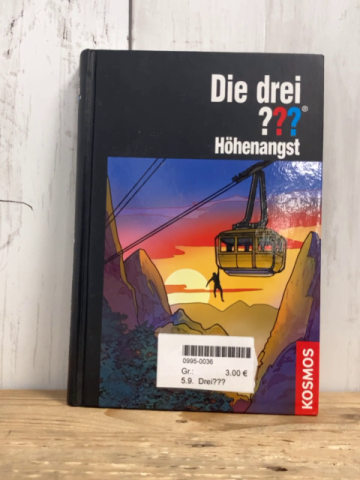 Die drei
???®
Höhenangst
0995-0036
Gr.: 3.00 €
5.9. Drei???
KOSMOS